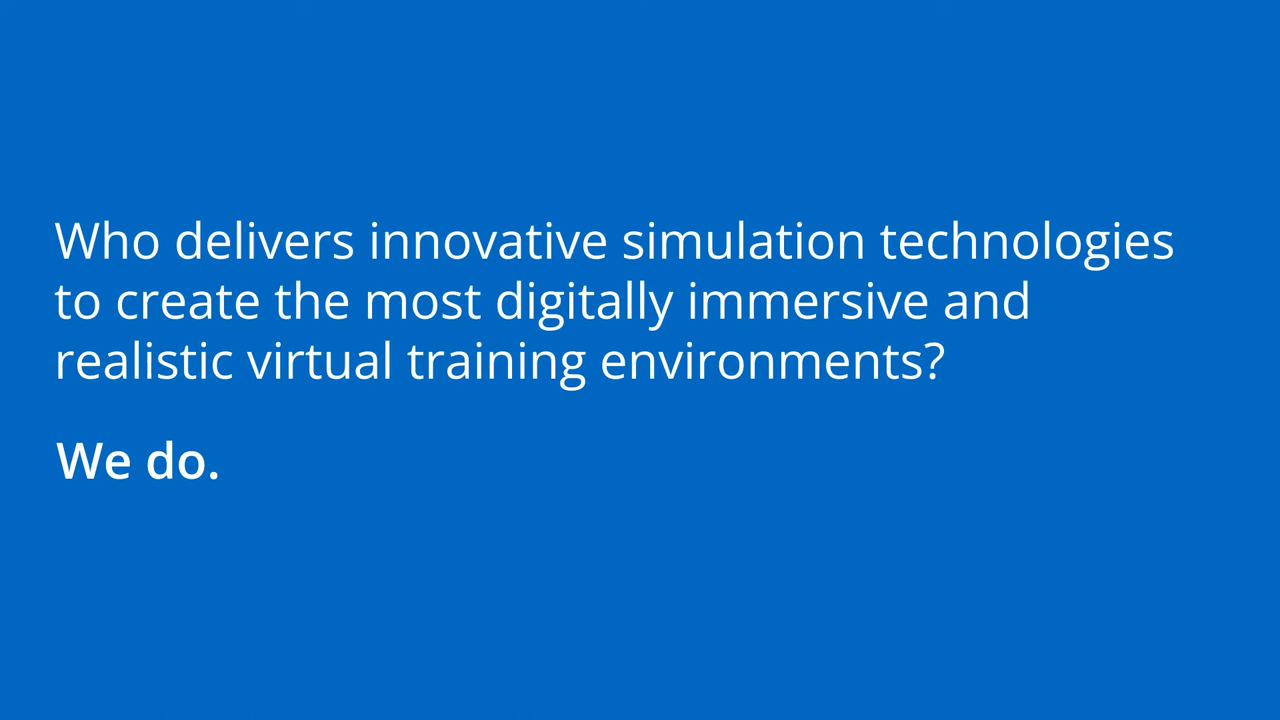 Who delivers innovative simulation technologies
to create the most digitally immersive and
realistic virtual training environments?
We do.